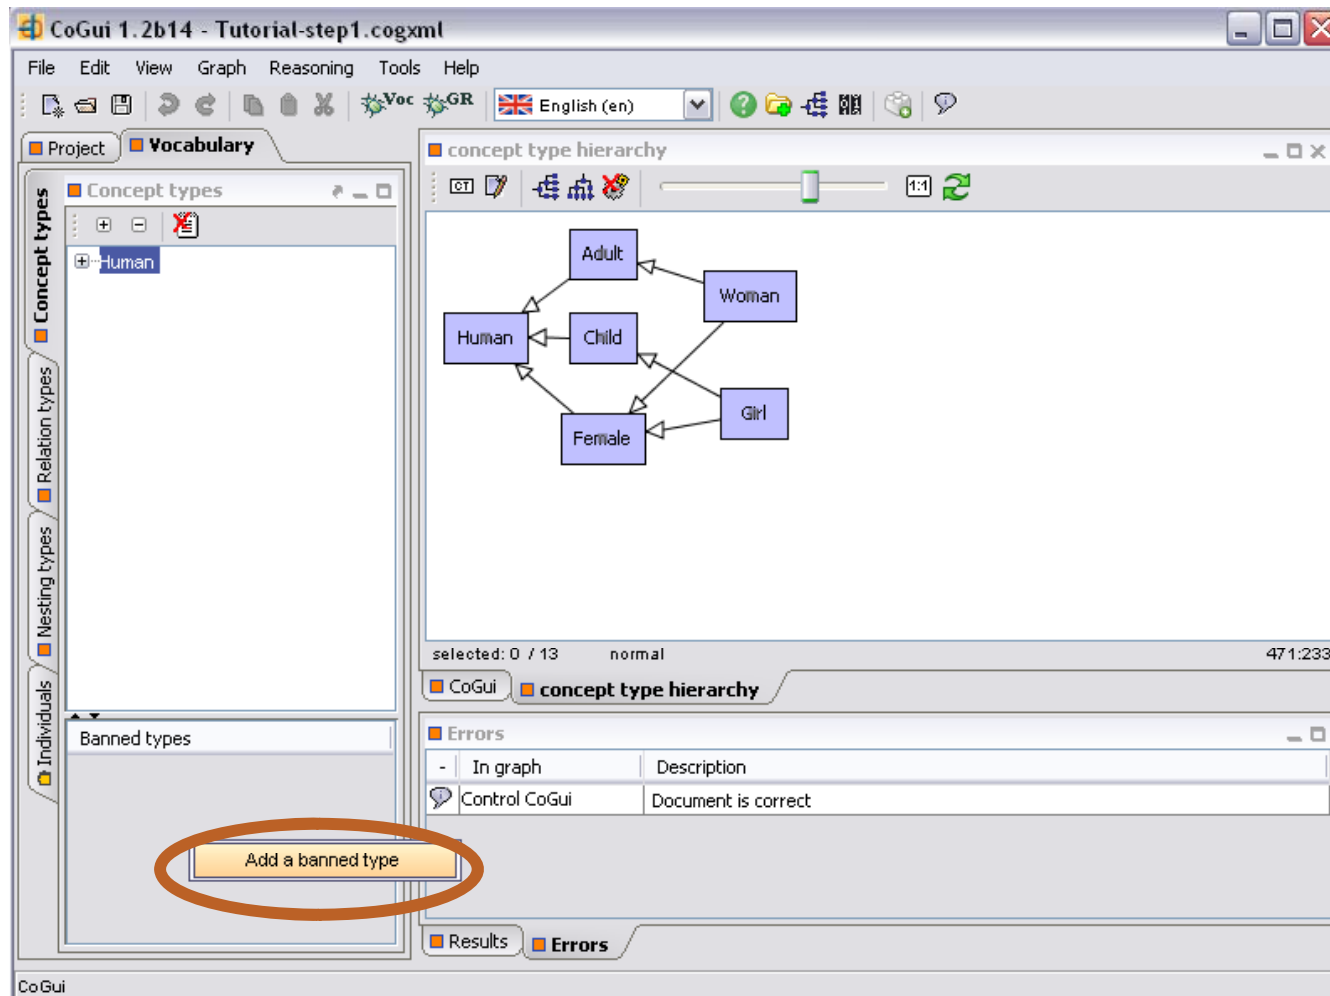 CoGui 1.2b14 - Tutorial-step1.cogxml
File Edit View Graph Reasoning Tools Help
Voc GR English (en)
Project Vocabulary
Concept types
Relation types
Nesting types
Individuals
Concept types
Human
Banned types
Add a banned type
concept type hierarchy
CT 1:1
Adult
Woman
Human
Child
Girl
Female
selected: 0 / 13 normal 471:233
CoGui concept type hierarchy
Errors
- In graph Description
Control CoGui Document is correct
Results Errors
CoGui